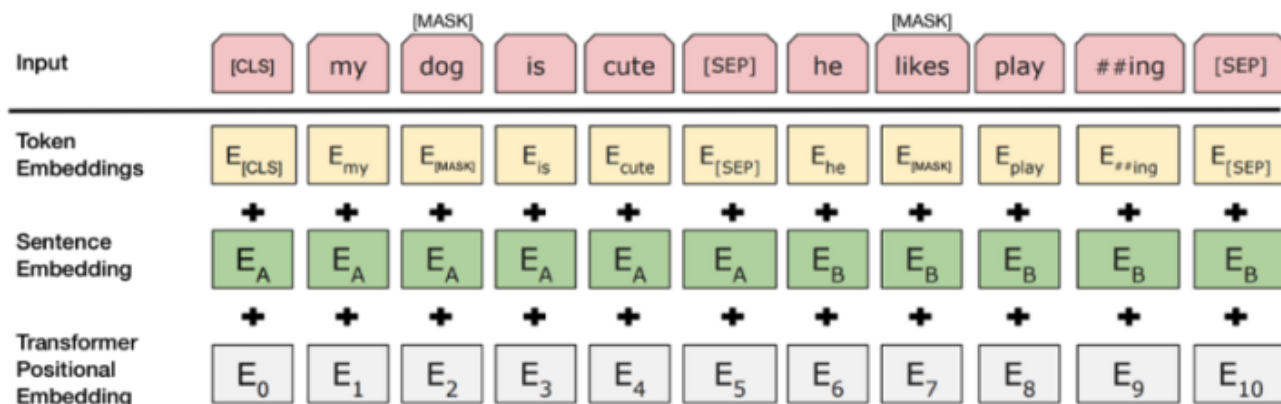 [MASK] [MASK]
Input [CLS] my dog is cute [SEP] he likes play ##ing [SEP]
Token
Embeddings
E[CLS] Emy E[MASK] Eis Ecute E[SEP] Ehe E[MASK] Eplay E##ing E[SEP]
+ + + + + + + + + + +
Sentence
Embedding
EA EA EA EA EA EA EB EB EB EB EB
+ + + + + + + + + + +
Transformer
Positional
Embedding
E0 E1 E2 E3 E4 E5 E6 E7 E8 E9 E10